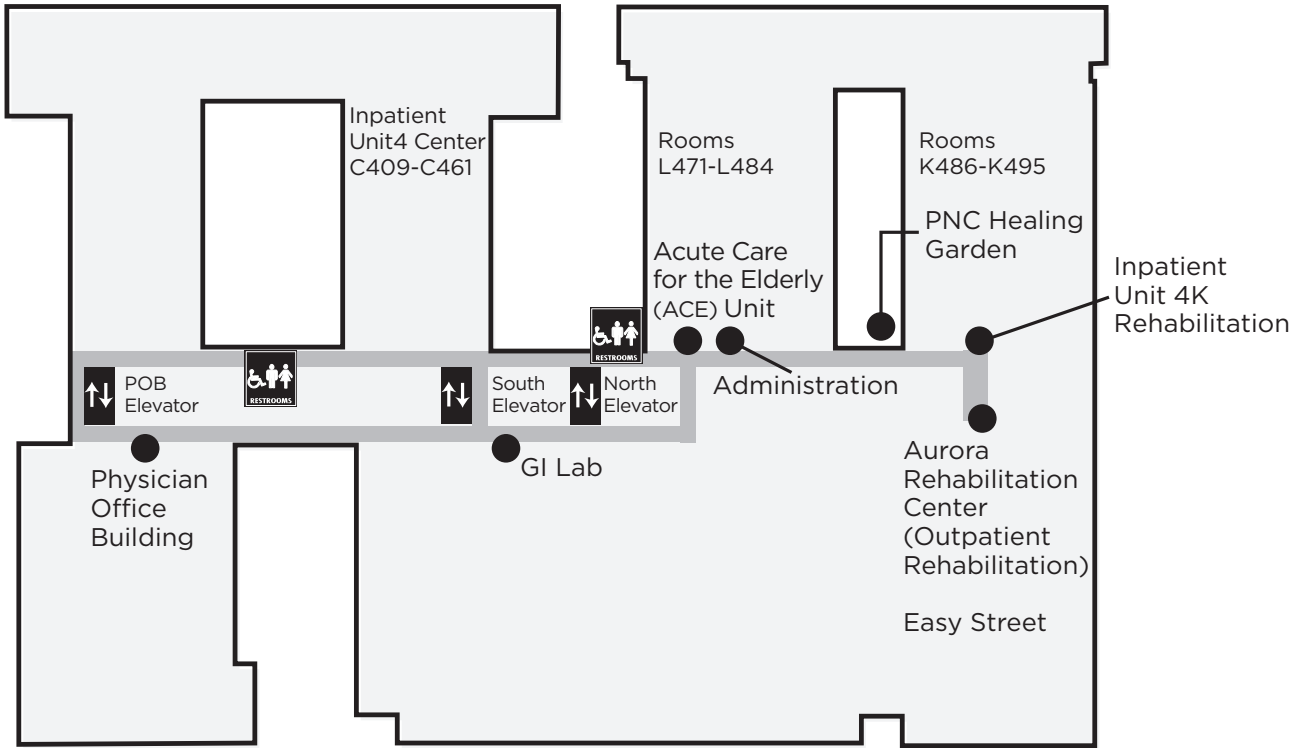 Inpatient
Unit4 Center
C409-C461
Rooms
L471-L484
Rooms
K486-K495
PNC Healing
Garden
Acute Care
for the Elderly
(ACE) Unit
Inpatient
Unit 4K
Rehabilitation
RESTROOMS
RESTROOMS
Administration
POB
Elevator
South
Elevator
North
Elevator
Physician
Office
Building
GI Lab
Aurora
Rehabilitation
Center
(Outpatient
Rehabilitation)
Easy Street